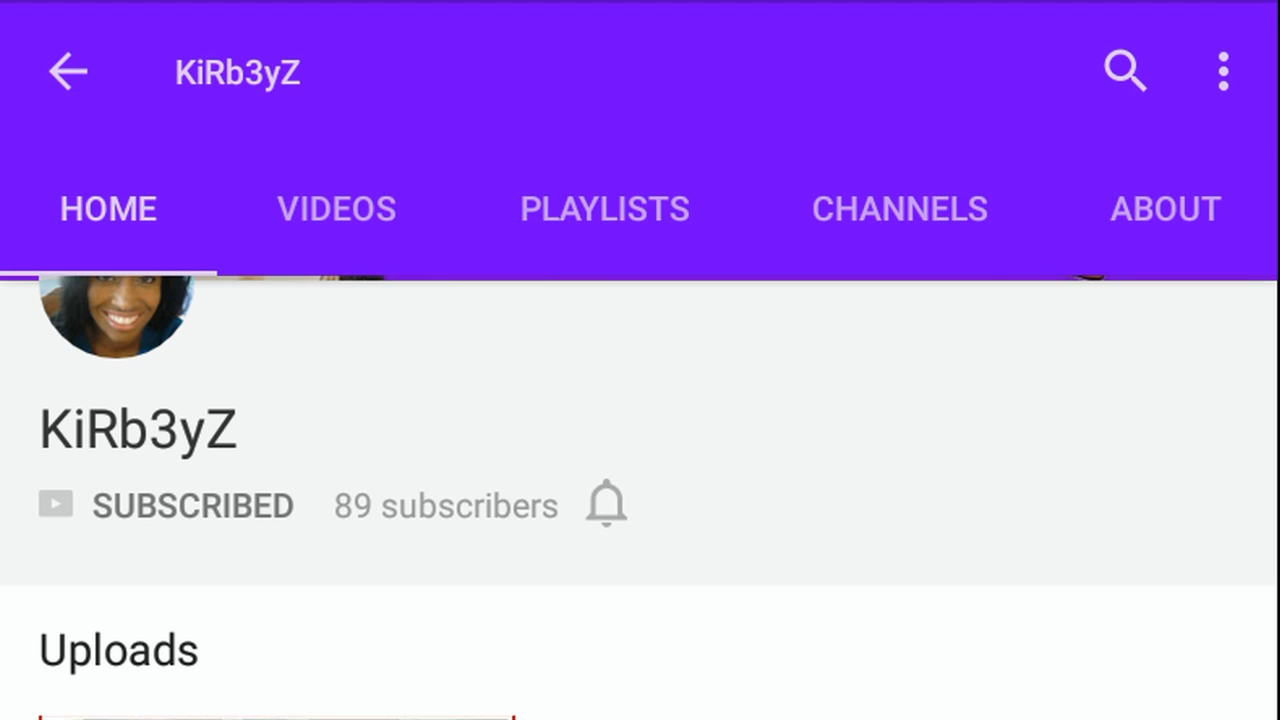 KiRb3yZ
HOME VIDEOS PLAYLISTS CHANNELS ABOUT
KiRb3yZ
SUBSCRIBED 89 subscribers
Uploads